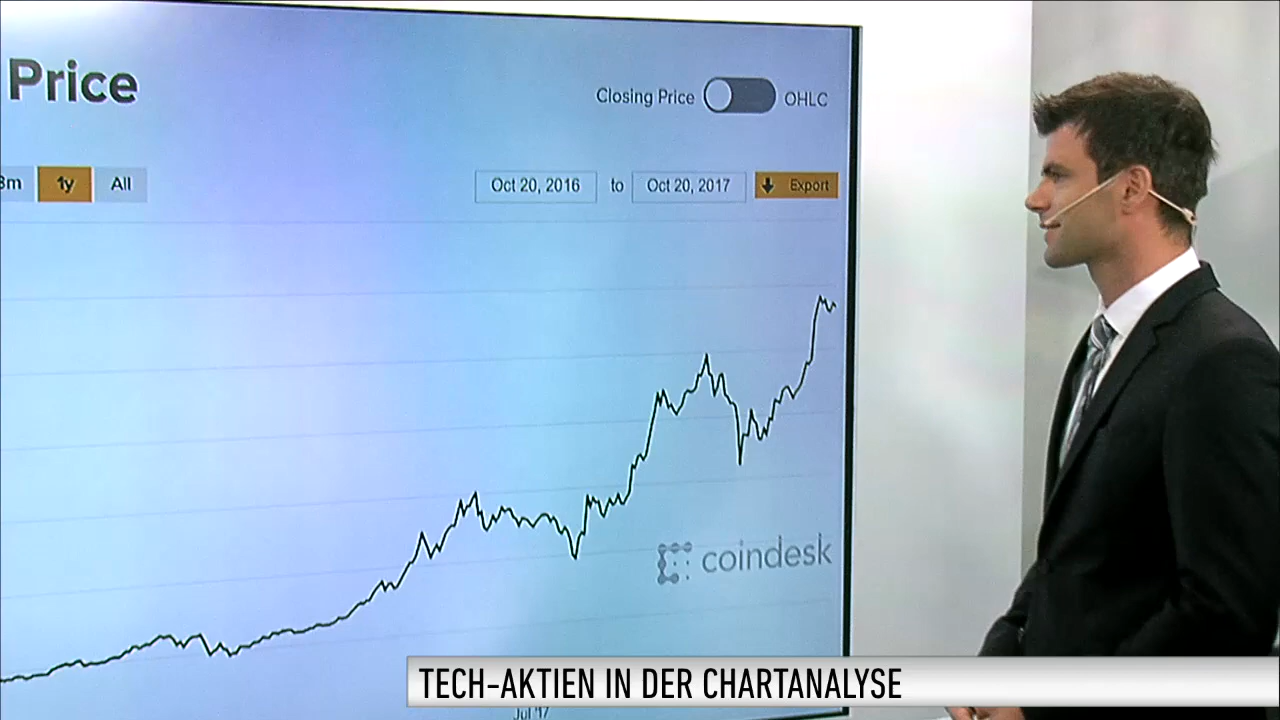 Price
Closing Price OHLC
3m 1y All
Oct 20, 2016 to Oct 20, 2017 Export
coindesk
TECH-AKTIEN IN DER CHARTANALYSE
Jul '17